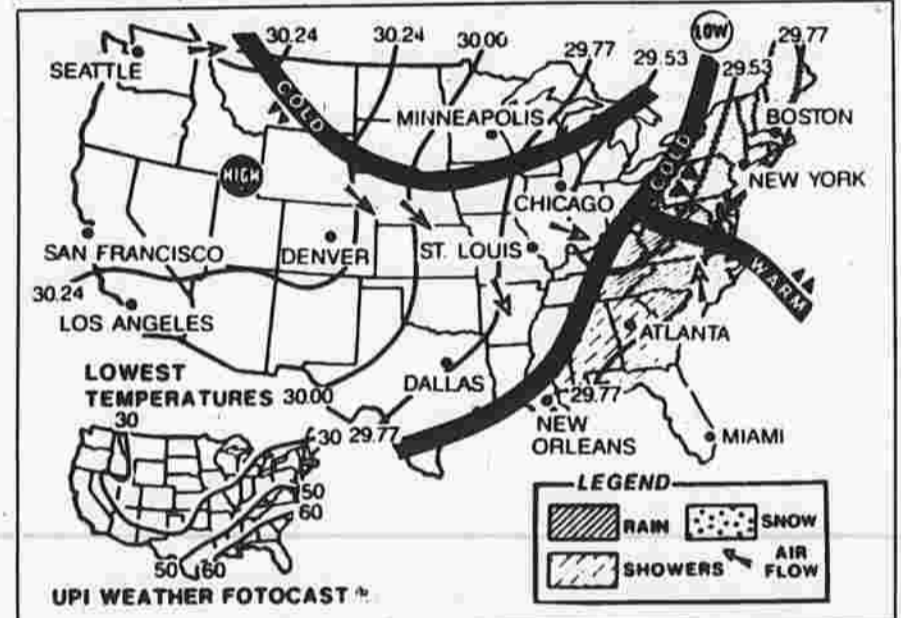 30.24
30.24
30.00
29.77
LOW
29.53
29.53
SEATTLE
COLD
MINNEAPOLIS
BOSTON
COLD
HIGH
NEW YORK
CHICAGO
SAN FRANCISCO
DENVER
ST. LOUIS
WARM
30.24
LOS ANGELES
ATLANTA
LOWEST
TEMPERATURES
30.00
DALLAS
29.77
NEW
ORLEANS
MIAMI
30
30
29.77
50
60
50
60
LEGEND
RAIN
SNOW
SHOWERS
AIR
FLOW
UPI WEATHER FOTOCAST